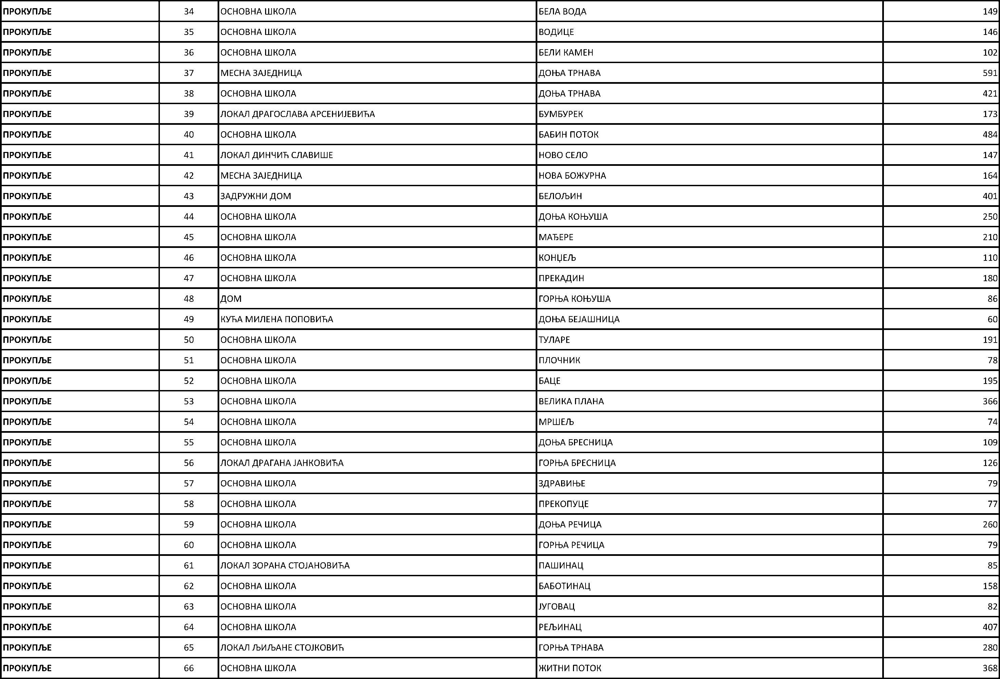 ПРОКУПЉЕ 34 ОСНОВНА ШКОЛА БЕЛА ВОДА 149
ПРОКУПЉЕ 35 ОСНОВНА ШКОЛА ВОДИЦЕ 146
ПРОКУПЉЕ 36 ОСНОВНА ШКОЛА БЕЛИ КАМЕН 102
ПРОКУПЉЕ 37 МЕСНА ЗАЈЕДНИЦА ДОЊА ТРНАВА 591
ПРОКУПЉЕ 38 ОСНОВНА ШКОЛА ДОЊА ТРНАВА 421
ПРОКУПЉЕ 39 ЛОКАЛ ДРАГОСЛАВА АРСЕНИЈЕВИЋА БУМБУРЕК 173
ПРОКУПЉЕ 40 ОСНОВНА ШКОЛА БАБИН ПОТОК 484
ПРОКУПЉЕ 41 ЛОКАЛ ДИНЧИЋ СЛАВИШЕ НОВО СЕЛО 147
ПРОКУПЉЕ 42 МЕСНА ЗАЈЕДНИЦА НОВА БОЖУРНА 164
ПРОКУПЉЕ 43 ЗАДРУЖНИ ДОМ БЕЛОЉИН 401
ПРОКУПЉЕ 44 ОСНОВНА ШКОЛА ДОЊА КОЊУША 250
ПРОКУПЉЕ 45 ОСНОВНА ШКОЛА МАЂЕРЕ 210
ПРОКУПЉЕ 46 ОСНОВНА ШКОЛА КОНЏЕЉ 110
ПРОКУПЉЕ 47 ОСНОВНА ШКОЛА ПРЕКАДИН 180
ПРОКУПЉЕ 48 ДОМ ГОРЊА КОЊУША 86
ПРОКУПЉЕ 49 КУЋА МИЛЕНА ПОПОВИЋА ДОЊА БЕЈАШНИЦА 60
ПРОКУПЉЕ 50 ОСНОВНА ШКОЛА ТУЛАРЕ 191
ПРОКУПЉЕ 51 ОСНОВНА ШКОЛА ПЛОЧНИК 78
ПРОКУПЉЕ 52 ОСНОВНА ШКОЛА БАЦЕ 195
ПРОКУПЉЕ 53 ОСНОВНА ШКОЛА ВЕЛИКА ПЛАНА 366
ПРОКУПЉЕ 54 ОСНОВНА ШКОЛА МРШЕЉ 74
ПРОКУПЉЕ 55 ОСНОВНА ШКОЛА ДОЊА БРЕСНИЦА 109
ПРОКУПЉЕ 56 ЛОКАЛ ДРАГАНА ЈАНКОВИЋА ГОРЊА БРЕСНИЦА 126
ПРОКУПЉЕ 57 ОСНОВНА ШКОЛА ЗДРАВИЊЕ 79
ПРОКУПЉЕ 58 ОСНОВНА ШКОЛА ПРЕКОПУЦЕ 77
ПРОКУПЉЕ 59 ОСНОВНА ШКОЛА ДОЊА РЕЧИЦА 260
ПРОКУПЉЕ 60 ОСНОВНА ШКОЛА ГОРЊА РЕЧИЦА 79
ПРОКУПЉЕ 61 ЛОКАЛ ЗОРАНА СТОЈАНОВИЋА ПАШИНАЦ 85
ПРОКУПЉЕ 62 ОСНОВНА ШКОЛА БАБОТИНАЦ 158
ПРОКУПЉЕ 63 ОСНОВНА ШКОЛА ЈУГОВАЦ 82
ПРОКУПЉЕ 64 ОСНОВНА ШКОЛА РЕЉИНАЦ 407
ПРОКУПЉЕ 65 ЛОКАЛ ЉИЉАНЕ СТОЈКОВИЋ ГОРЊА ТРНАВА 280
ПРОКУПЉЕ 66 ОСНОВНА ШКОЛА ЖИТНИ ПОТОК 368